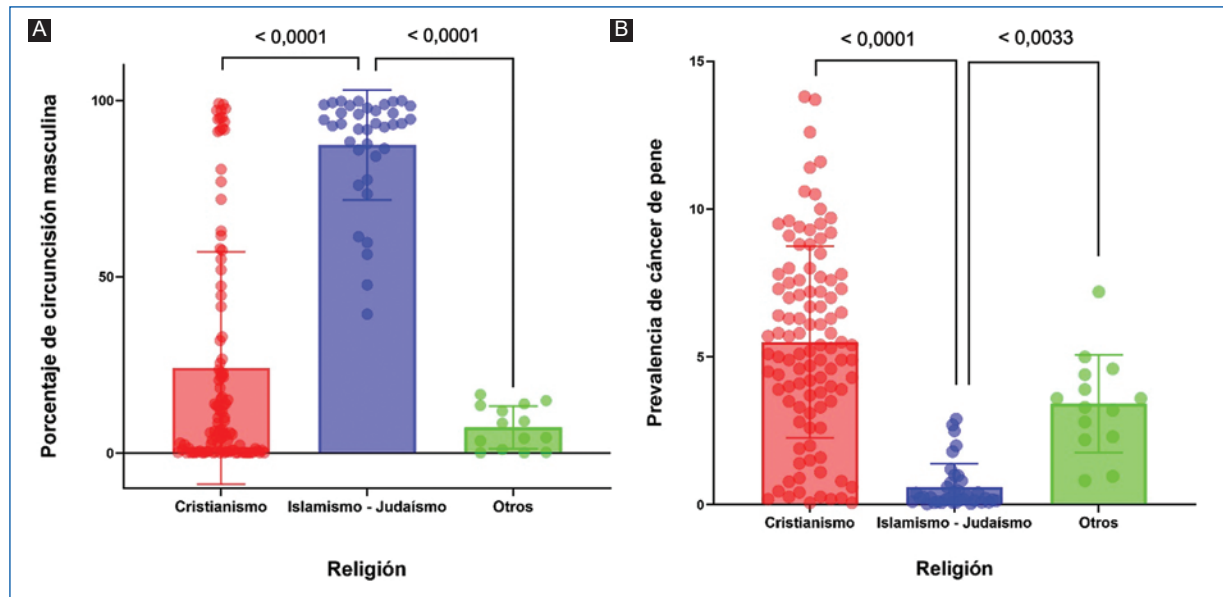 A
< 0,0001
< 0,0001
Porcentaje de circuncisión masculina
100
50
0
Cristianismo
Islamismo - Judaísmo
Otros
Religión
B
< 0,0001
< 0,0033
Prevalencia de cáncer de pene
15
10
5
0
Cristianismo
Islamismo - Judaísmo
Otros
Religión